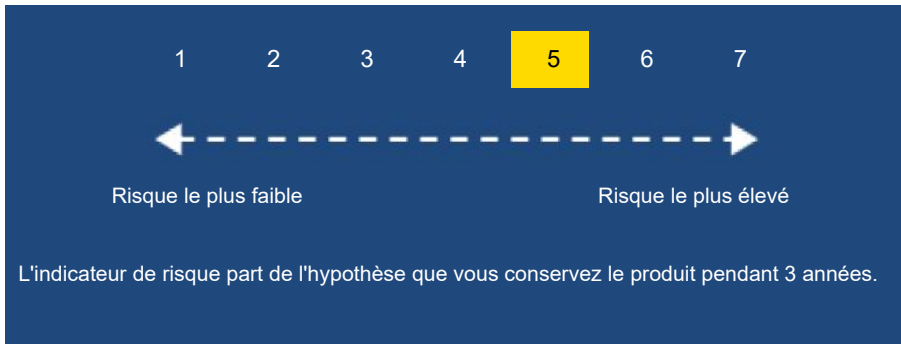 1 2 3 4 5 6 7
Risque le plus faible Risque le plus élevé
L'indicateur de risque part de l'hypothèse que vous conservez le produit pendant 3 années.